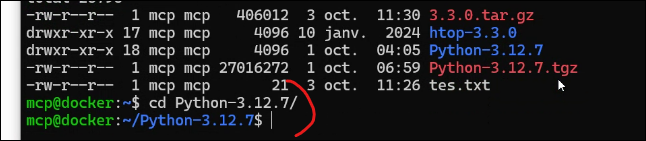 -rw-r--r-- 1 mcp mcp 406012 3 oct. 11:30 3.3.0.tar.gz
drwxr-xr-x 17 mcp mcp 4096 10 janv. 2024 htop-3.3.0
drwxr-xr-x 18 mcp mcp 4096 1 oct. 04:05 Python-3.12.7
-rw-r--r-- 1 mcp mcp 27016272 1 oct. 06:59 Python-3.12.7.tgz
-rw-r--r-- 1 mcp mcp 21 3 oct. 11:26 tes.txt
mcp@docker:~$ cd Python-3.12.7/
mcp@docker:~/Python-3.12.7$